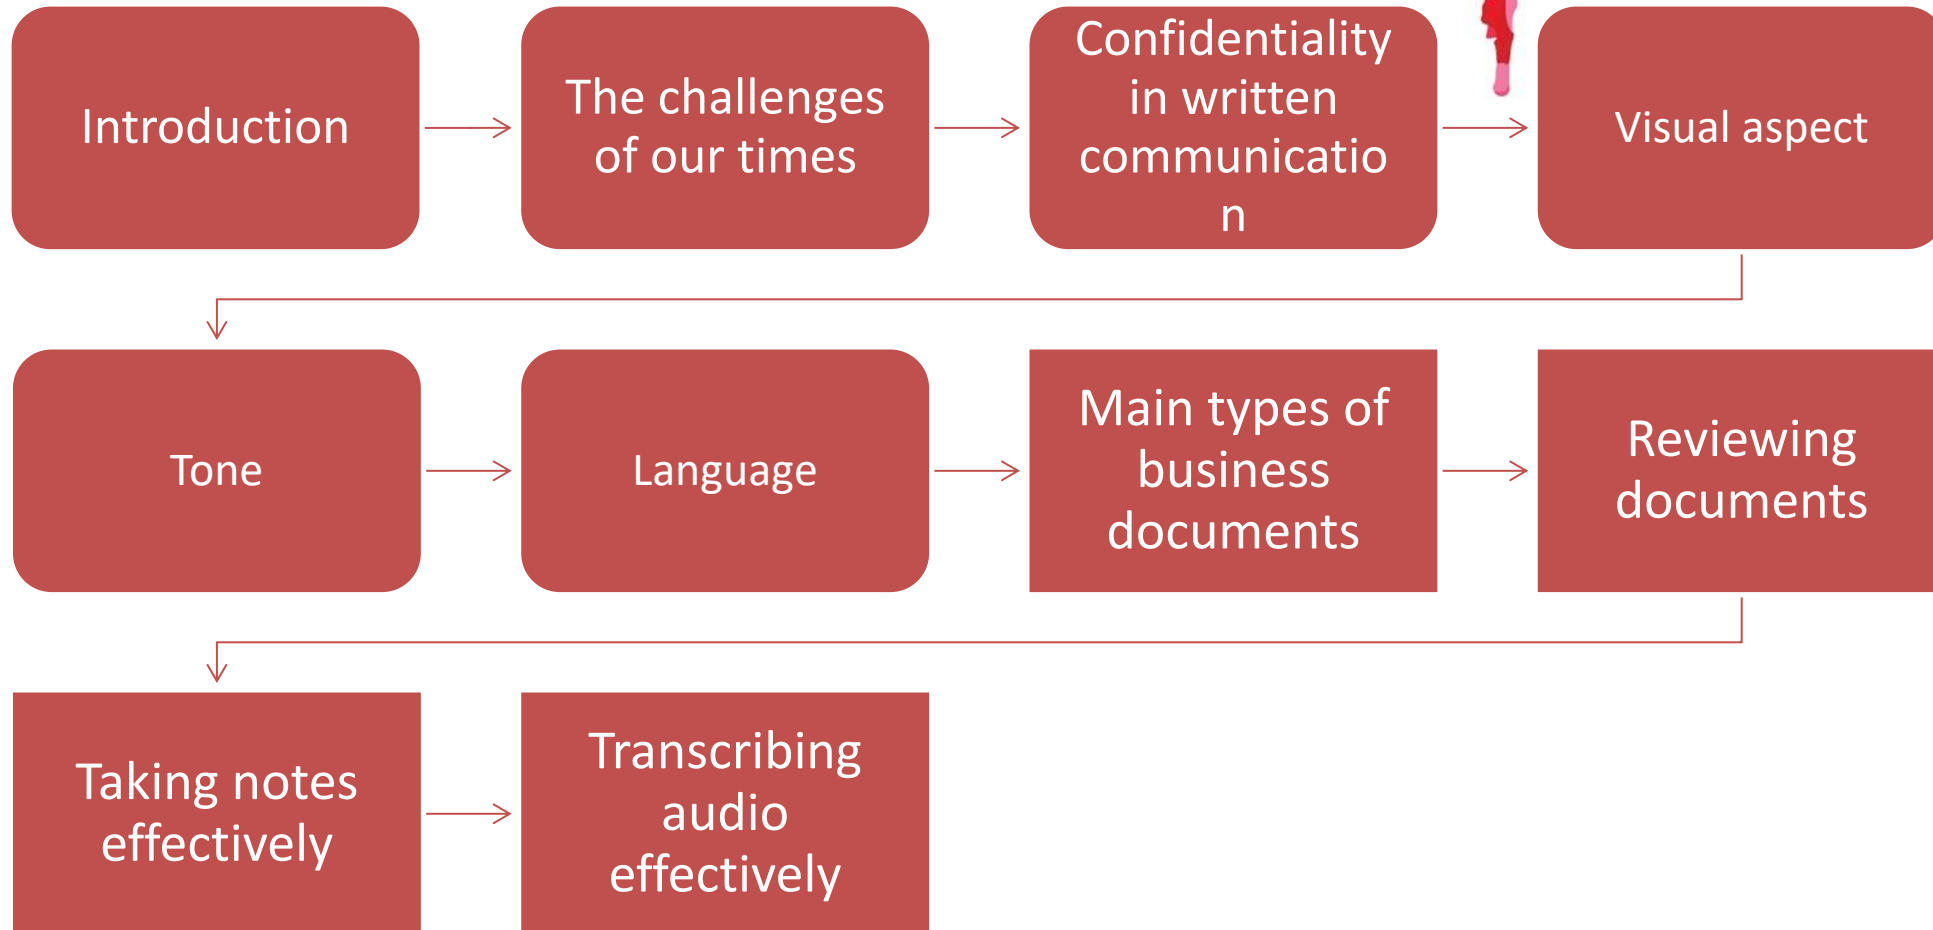 Introduction
The challenges
of our times
Confidentiality
in written
communicatio
n
Visual aspect
Tone
Language
Main types of
business
documents
Reviewing
documents
Taking notes
effectively
Transcribing
audio
effectively